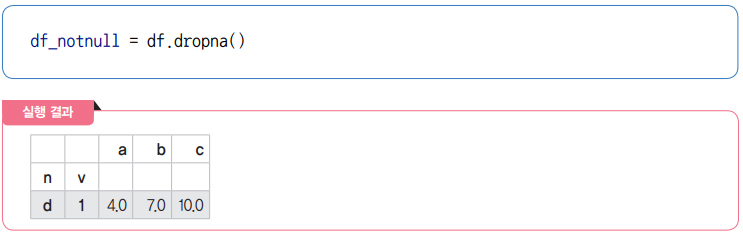 df_notnull = df.dropna()
실행 결과
a b c
n v
d 1 4.0 7.0 10.0